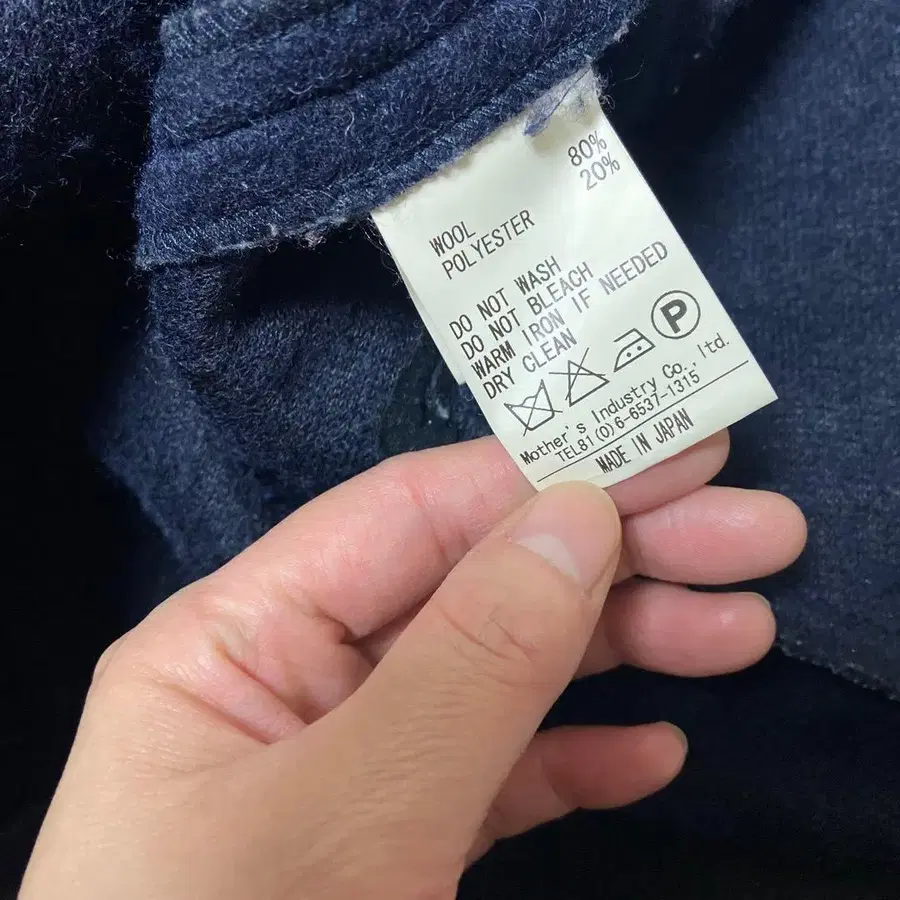 WOOL 80%
POLYESTER 20%
DO NOT WASH
DO NOT BLEACH
WARM IRON IF NEEDED
DRY CLEAN
P
Mother's Industry Co., ltd.
TEL81(0)6-6537-1315
MADE IN JAPAN